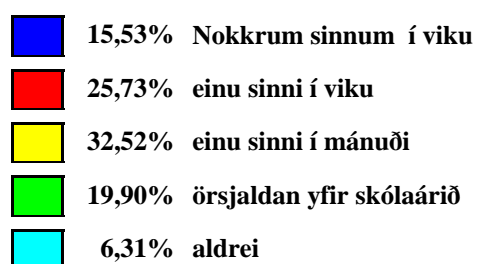 15,53% Nokkrum sinnum í viku
25,73% einu sinni í viku
32,52% einu sinni í mánuði
19,90% örsjaldan yfir skólaárið
6,31% aldrei